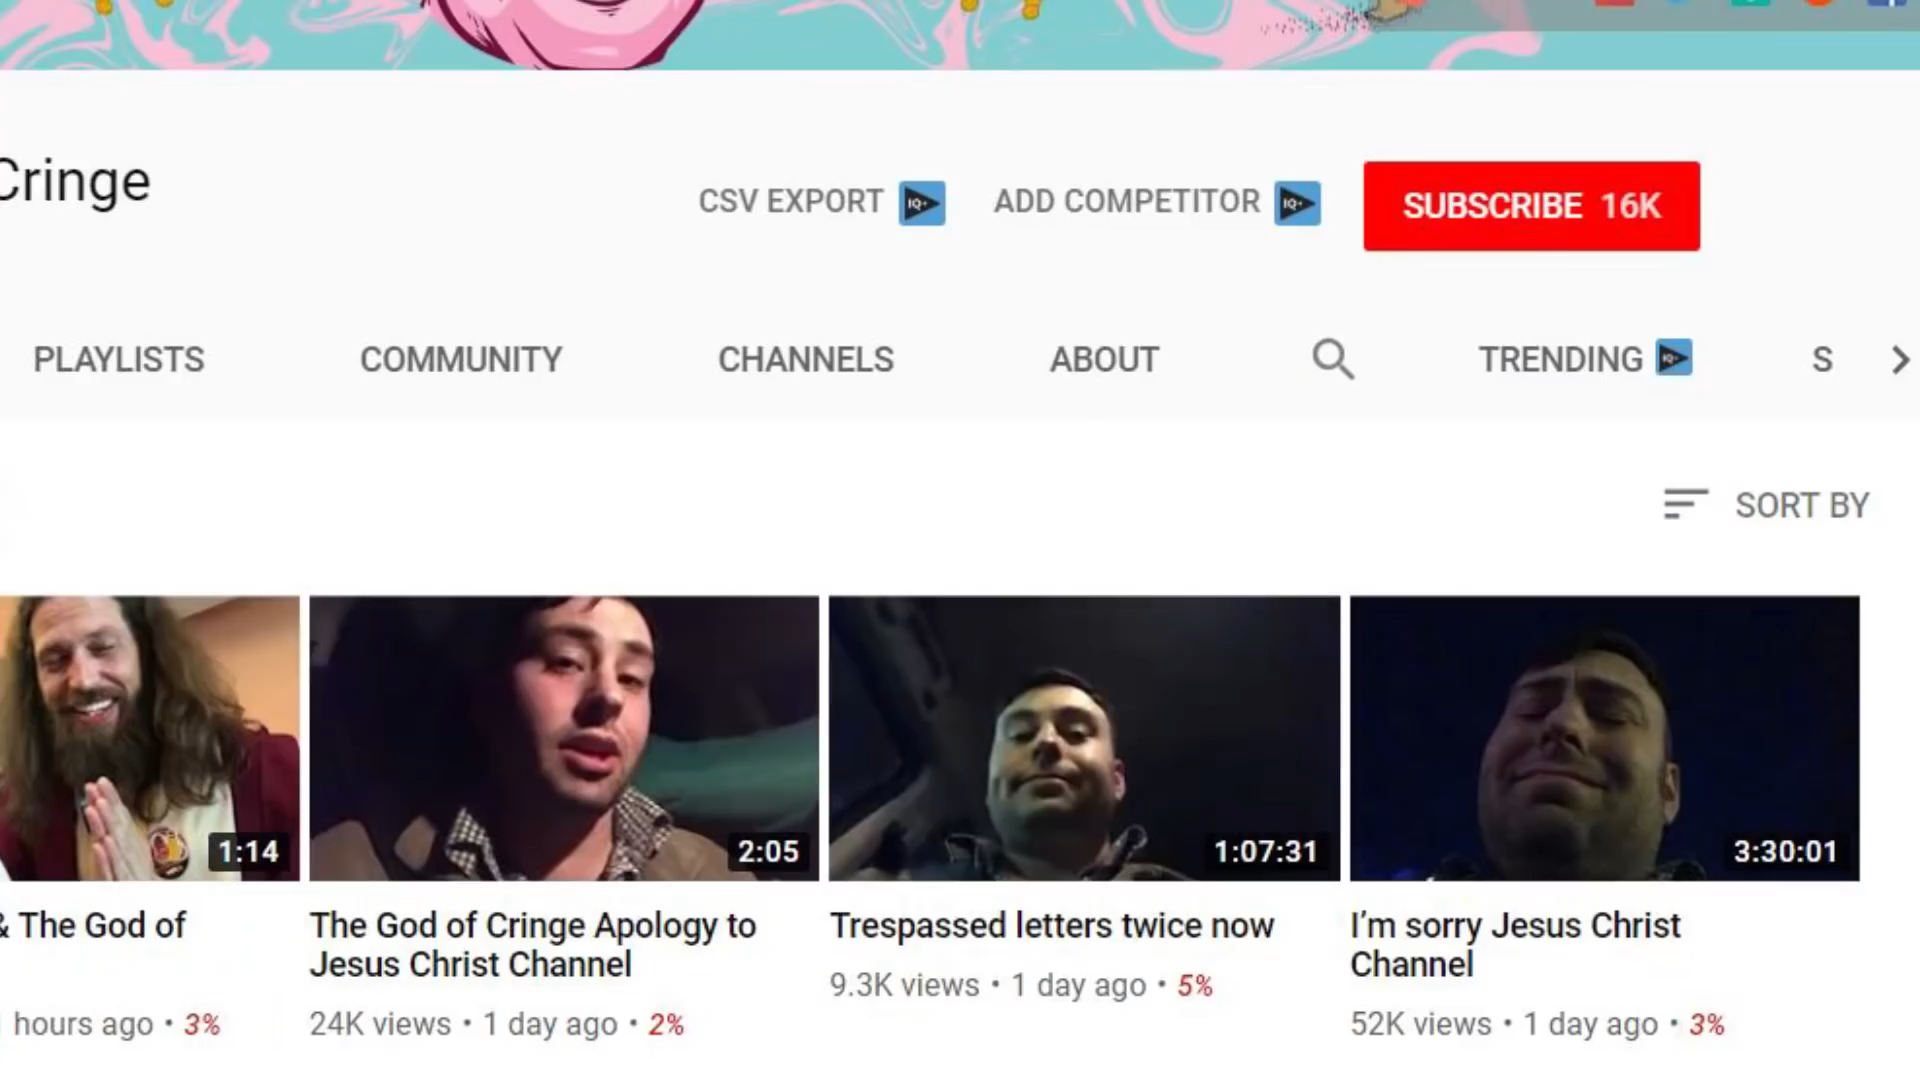 Cringe
CSV EXPORT IQ+ ADD COMPETITOR IQ+ SUBSCRIBE 16K
PLAYLISTS COMMUNITY CHANNELS ABOUT TRENDING IQ+ S
SORT BY
1:14 2:05 1:07:31 3:30:01
& The God of
hours ago • 3%
The God of Cringe Apology to
Jesus Christ Channel
24K views • 1 day ago • 2%
Trespassed letters twice now
9.3K views • 1 day ago • 5%
I’m sorry Jesus Christ
Channel
52K views • 1 day ago • 3%